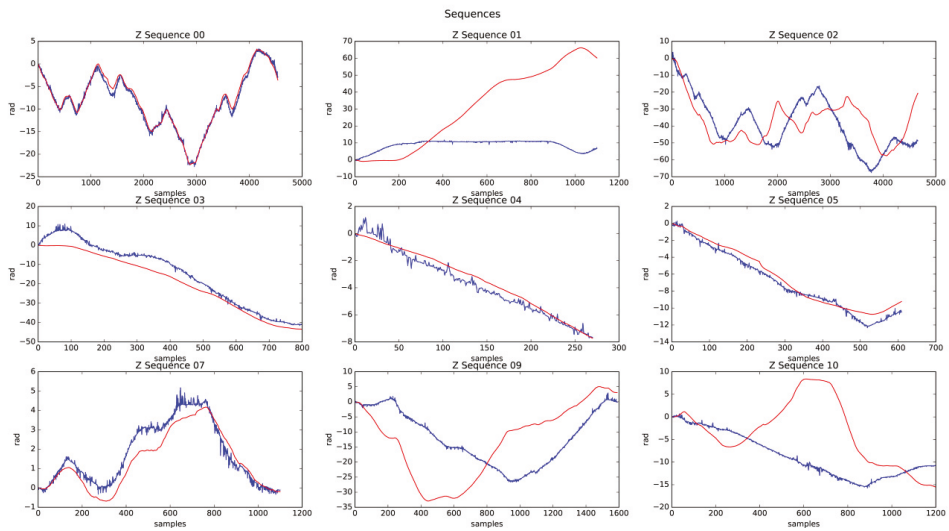 Sequences
Z Sequence 00
5
0
−5
−10
−15
−20
−25
rad
0 1000 2000 3000 4000 5000
samples
Z Sequence 01
70
60
50
40
30
20
10
0
−10
rad
0 200 400 600 800 1000 1200
samples
Z Sequence 02
10
0
−10
−20
−30
−40
−50
−60
−70
rad
0 1000 2000 3000 4000 5000
samples
Z Sequence 03
20
10
0
−10
−20
−30
−40
−50
rad
0 100 200 300 400 500 600 700 800
samples
Z Sequence 04
2
0
−2
−4
−6
−8
rad
0 50 100 150 200 250 300
samples
Z Sequence 05
2
0
−2
−4
−6
−8
−10
−12
−14
rad
0 100 200 300 400 500 600 700
samples
Z Sequence 07
6
5
4
3
2
1
0
−1
rad
0 200 400 600 800 1000 1200
samples
Z Sequence 09
10
5
0
−5
−10
−15
−20
−25
−30
−35
rad
0 200 400 600 800 1000 1200 1400 1600
samples
Z Sequence 10
10
5
0
−5
−10
−15
−20
rad
0 200 400 600 800 1000 1200
samples